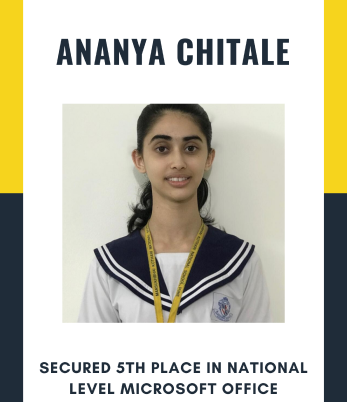 ANANYA CHITALE
SECURED 5TH PLACE IN NATIONAL
LEVEL MICROSOFT OFFICE